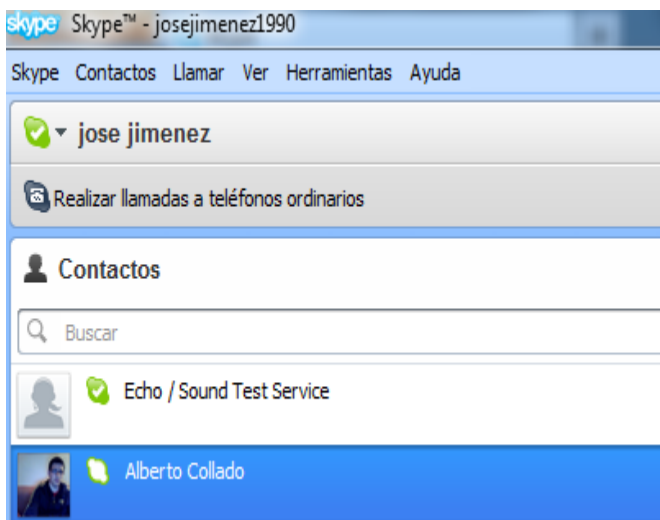 skype Skype™ - josejimenez1990
Skype Contactos Llamar Ver Herramientas Ayuda
jose jimenez
Realizar llamadas a teléfonos ordinarios
Contactos
Buscar
Echo / Sound Test Service
Alberto Collado